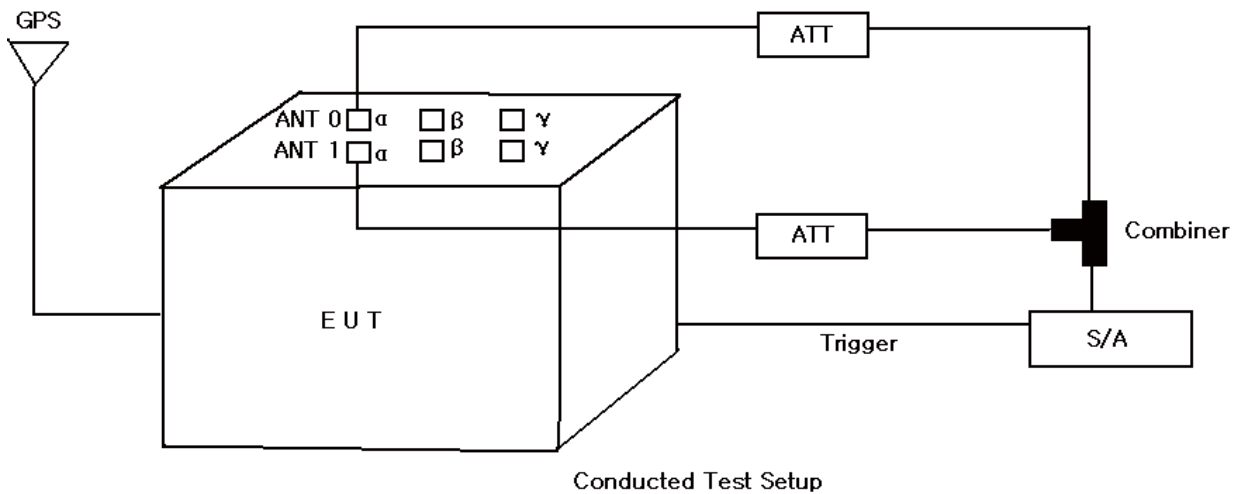 GPS
ATT
ANT 0 α β γ
ANT 1 α β γ
ATT
Combiner
E U T
Trigger
S/A
Conducted Test Setup